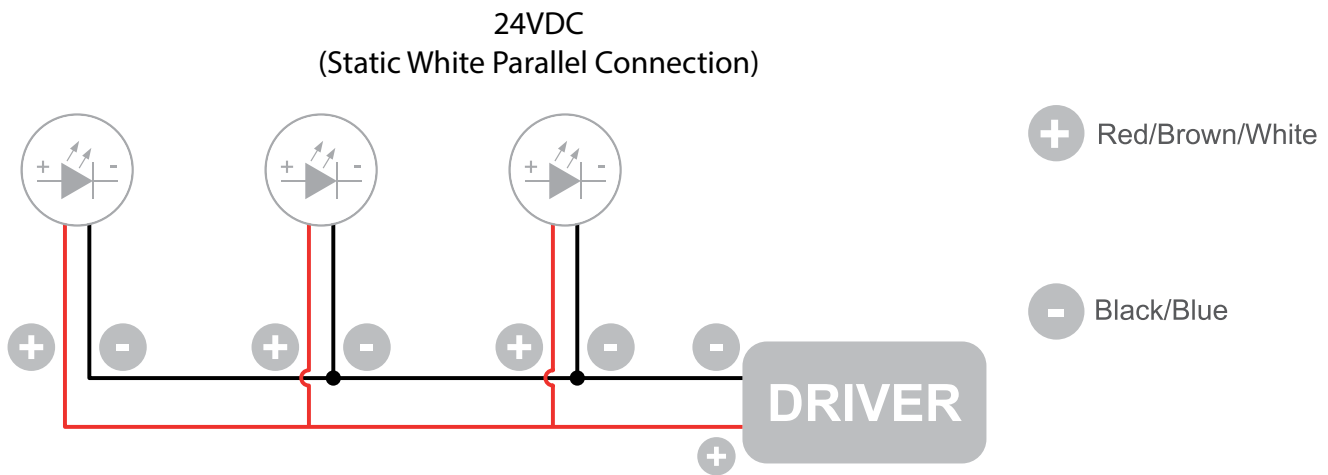 24VDC
(Static White Parallel Connection)
+ -
+ -
+ -
+ Red/Brown/White
- Black/Blue
+ -
+ -
+ -
-
DRIVER
+